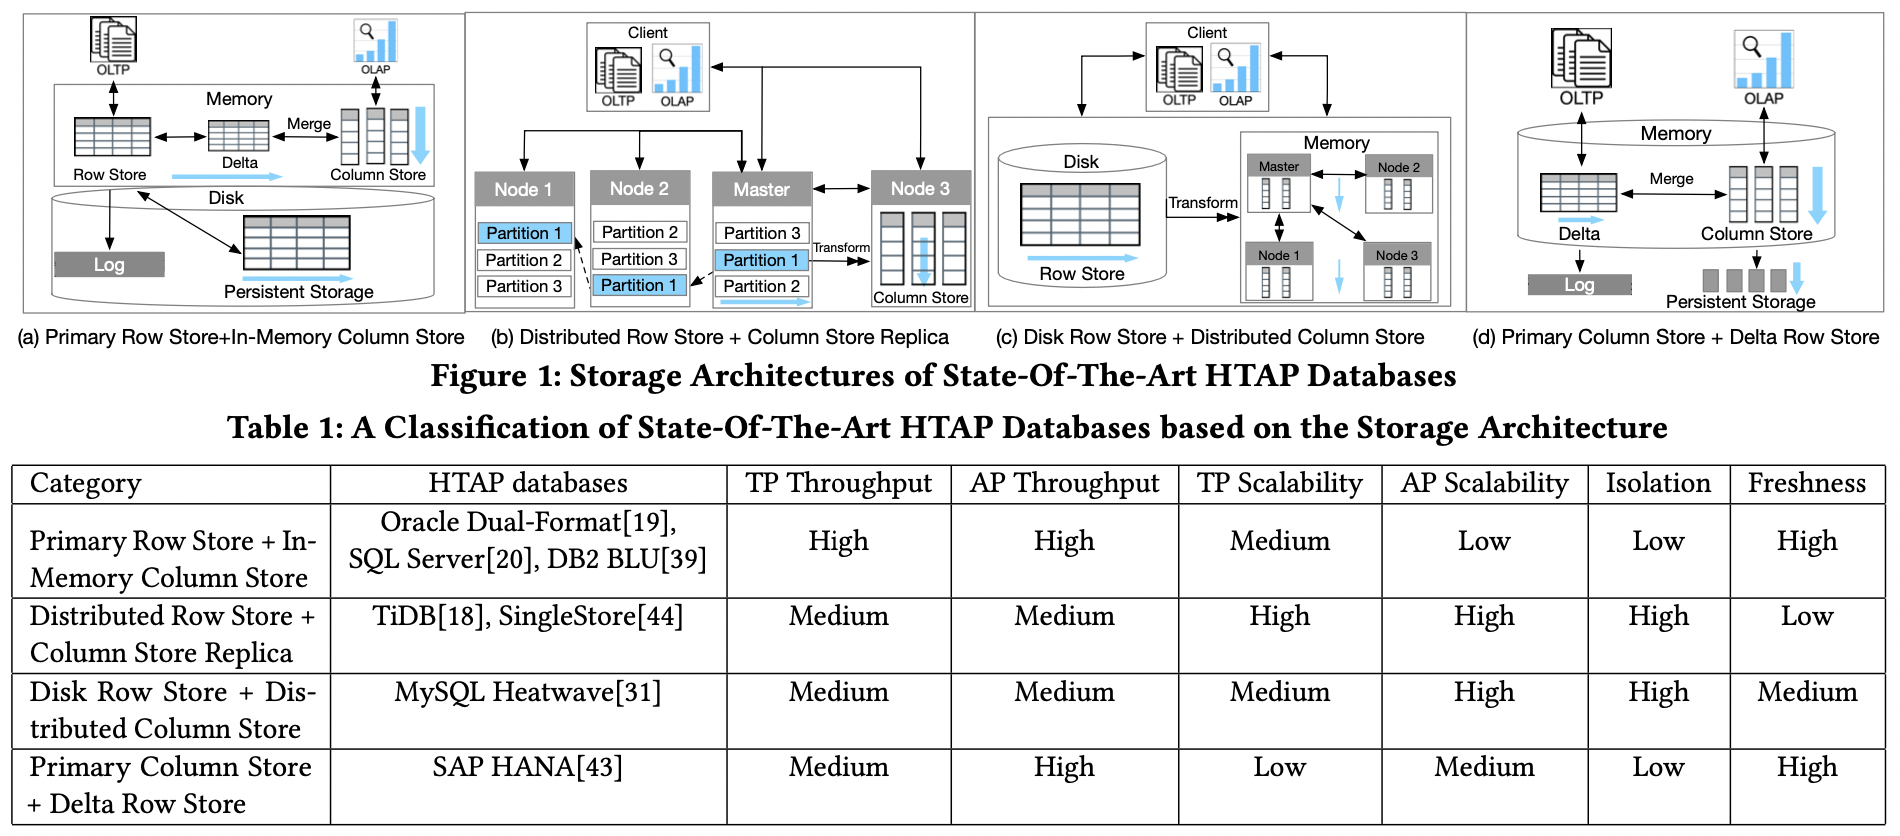 OLTP
OLAP
Memory
Merge
Delta
Row Store
Column Store
Disk
Log
Persistent Storage
(a) Primary Row Store+In-Memory Column Store
Client
OLTP
OLAP
Node 1
Node 2
Master
Node 3
Partition 1
Partition 2
Partition 3
Partition 2
Partition 3
Partition 1
Partition 3
Partition 1
Partition 2
Transform
Column Store
(b) Distributed Row Store + Column Store Replica
Client
OLTP
OLAP
Disk
Row Store
Transform
Memory
Master
Node 2
Node 1
Node 3
(c) Disk Row Store + Distributed Column Store
OLTP
OLAP
Memory
Merge
Delta
Column Store
Log
Persistent Storage
(d) Primary Column Store + Delta Row Store
Figure 1: Storage Architectures of State-Of-The-Art HTAP Databases
Table 1: A Classification of State-Of-The-Art HTAP Databases based on the Storage Architecture
Category HTAP databases TP Throughput AP Throughput TP Scalability AP Scalability Isolation Freshness
Primary Row Store + In-
Memory Column Store
Oracle Dual-Format[19],
SQL Server[20], DB2 BLU[39]
High High Medium Low Low High
Distributed Row Store +
Column Store Replica
TiDB[18], SingleStore[44] Medium Medium High High High Low
Disk Row Store + Dis-
tributed Column Store
MySQL Heatwave[31] Medium Medium Medium High High Medium
Primary Column Store
+ Delta Row Store
SAP HANA[43] Medium High Low Medium Low High